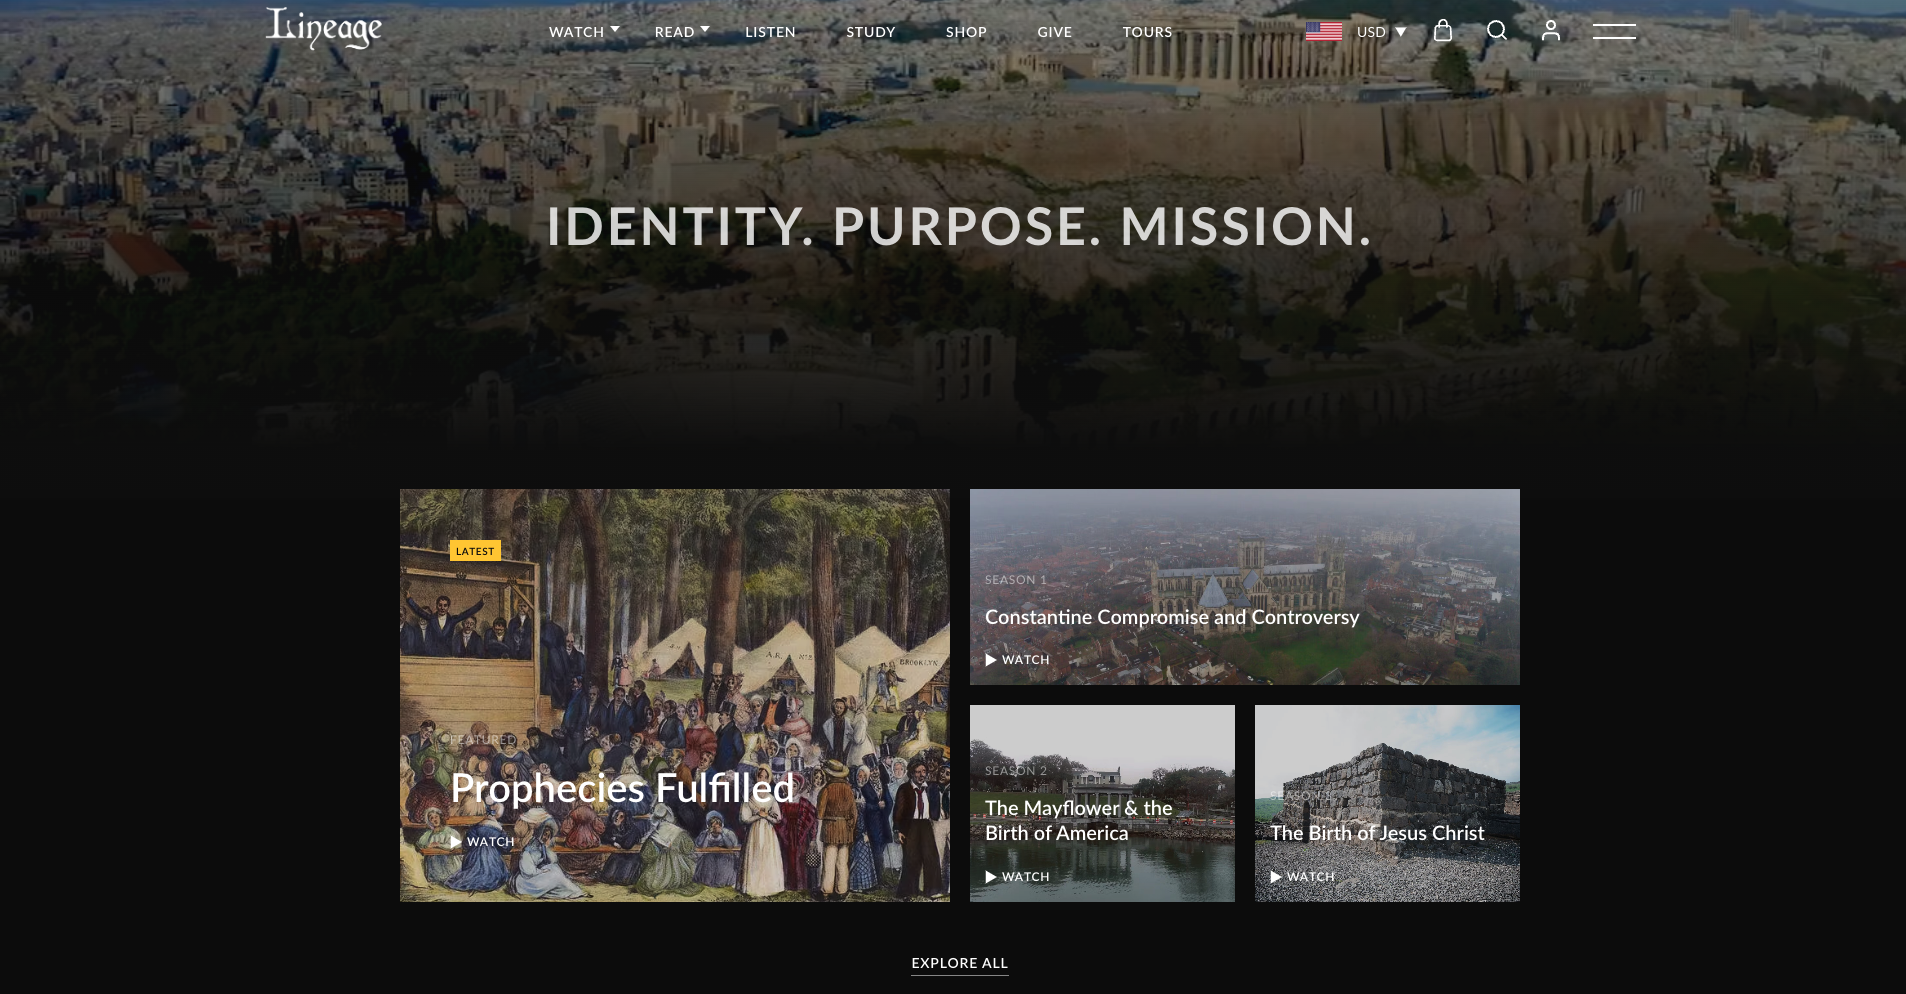 Lineage
WATCH
READ
LISTEN
STUDY
SHOP
GIVE
TOURS
USD
IDENTITY. PURPOSE. MISSION.
LATEST
FEATURED
Prophecies Fulfilled
WATCH
SEASON 1
Constantine Compromise and Controversy
WATCH
SEASON 2
The Mayflower & the
Birth of America
WATCH
The Birth of Jesus Christ
WATCH
EXPLORE ALL